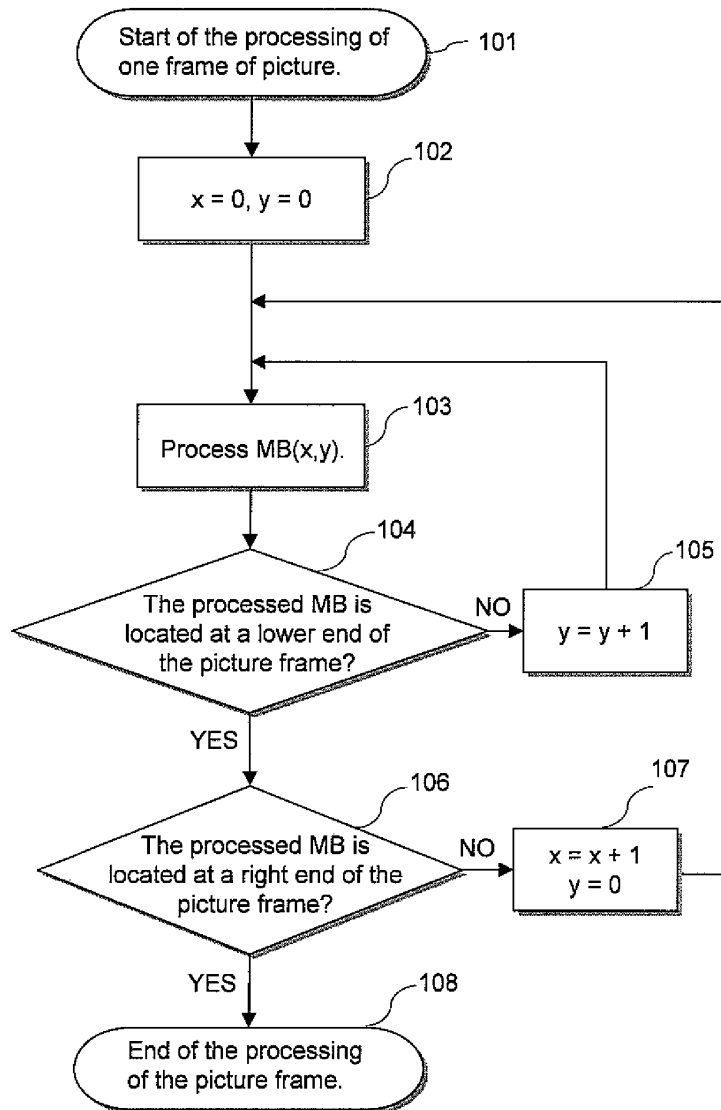 Start of the processing of
one frame of picture.
101
102
x = 0, y = 0
103
Process MB(x,y).
104
The processed MB is
located at a lower end of
the picture frame?
NO
105
y = y + 1
YES
106
The processed MB is
located at a right end of the
picture frame?
NO
107
x = x + 1
y = 0
YES
108
End of the processing
of the picture frame.